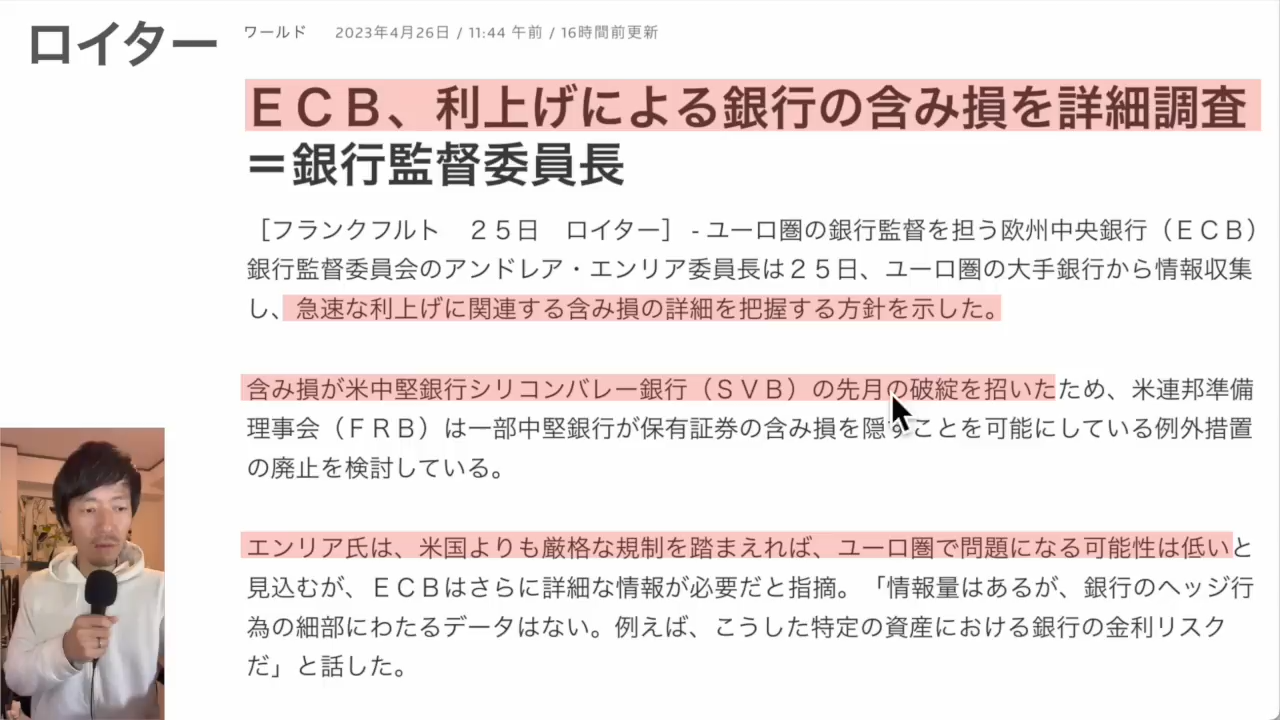 ロイター
ワールド 2023年4月26日 / 11:44 午前 / 16時間前更新
ＥＣＢ、利上げによる銀行の含み損を詳細調査
＝銀行監督委員長
［フランクフルト　２５日　ロイター］ - ユーロ圏の銀行監督を担う欧州中央銀行（ＥＣＢ）
銀行監督委員会のアンドレア・エンリア委員長は２５日、ユーロ圏の大手銀行から情報収集
し、急速な利上げに関連する含み損の詳細を把握する方針を示した。
含み損が米中堅銀行シリコンバレー銀行（ＳＶＢ）の先月の破綻を招いたため、米連邦準備
理事会（ＦＲＢ）は一部中堅銀行が保有証券の含み損を隠すことを可能にしている例外措置
の廃止を検討している。
エンリア氏は、米国よりも厳格な規制を踏まえれば、ユーロ圏で問題になる可能性は低いと
見込むが、ＥＣＢはさらに詳細な情報が必要だと指摘。「情報量はあるが、銀行のヘッジ行
為の細部にわたるデータはない。例えば、こうした特定の資産における銀行の金利リスク
だ」と話した。